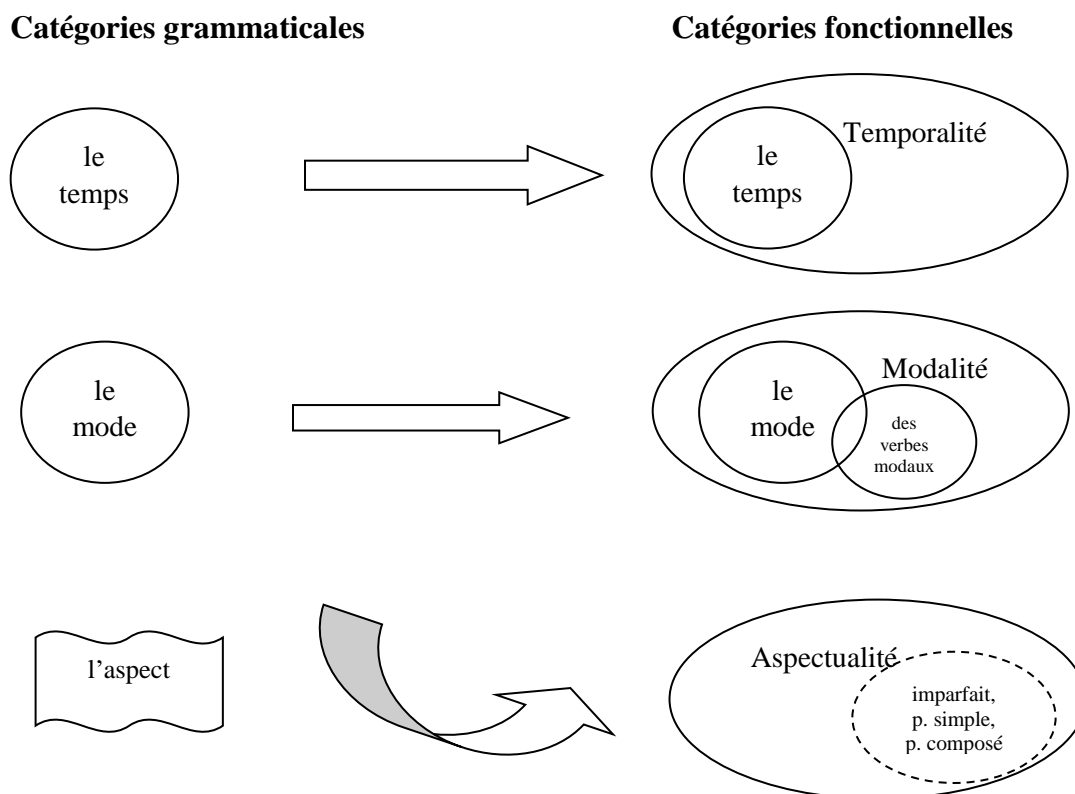 Catégories grammaticales
Catégories fonctionnelles
le
temps
le
temps
Temporalité
le
mode
le
mode
Modalité
des
verbes
modaux
l’aspect
Aspectualité
imparfait,
p. simple,
p. composé